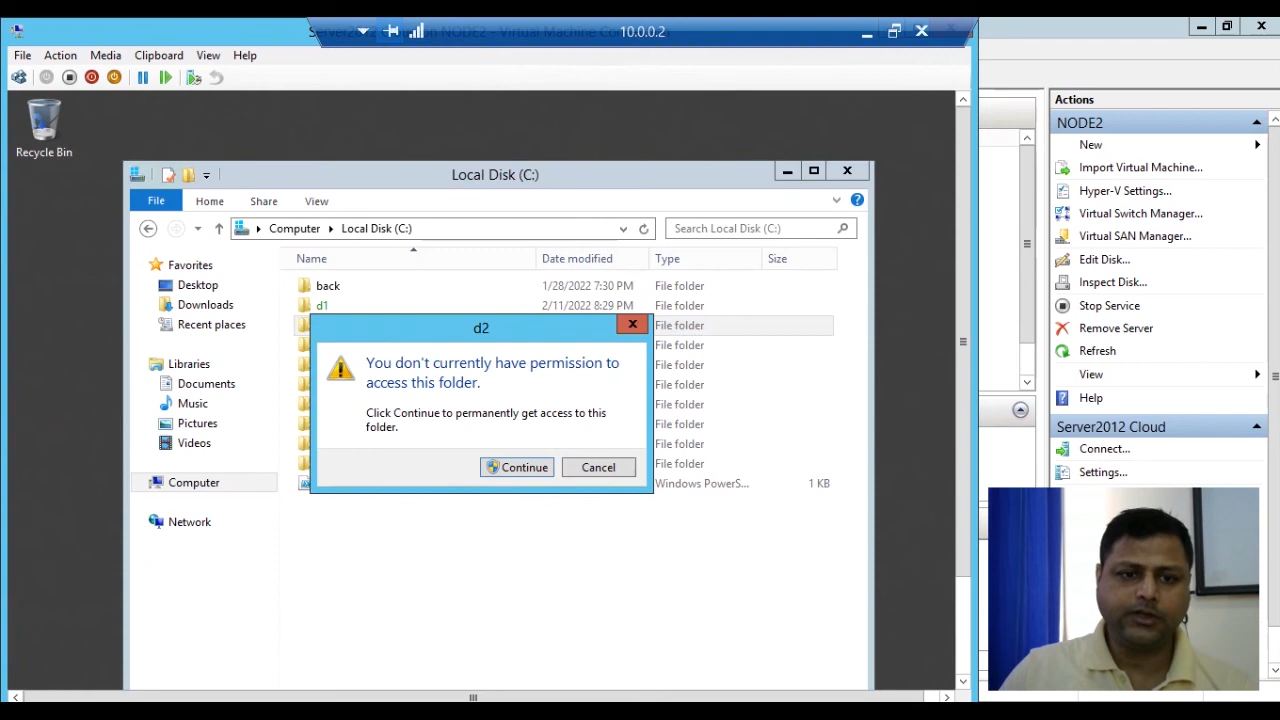 10.0.0.2
File Action Media Clipboard View Help
Recycle Bin
Local Disk (C:)
File Home Share View
Computer Local Disk (C:) Search Local Disk (C:)
Name Date modified Type Size
Favorites
Desktop
Downloads
Recent places
Libraries
Documents
Music
Pictures
Videos
Computer
Network
back 1/28/2022 7:30 PM File folder
d1 2/11/2022 8:29 PM File folder
File folder
File folder
File folder
File folder
File folder
File folder
File folder
File folder
Windows PowerS... 1 KB
d2
You don't currently have permission to
access this folder.
Click Continue to permanently get access to this
folder.
Continue Cancel
Actions
NODE2
New
Import Virtual Machine...
Hyper-V Settings...
Virtual Switch Manager...
Virtual SAN Manager...
Edit Disk...
Inspect Disk...
Stop Service
Remove Server
Refresh
View
Help
Server2012 Cloud
Connect...
Settings...